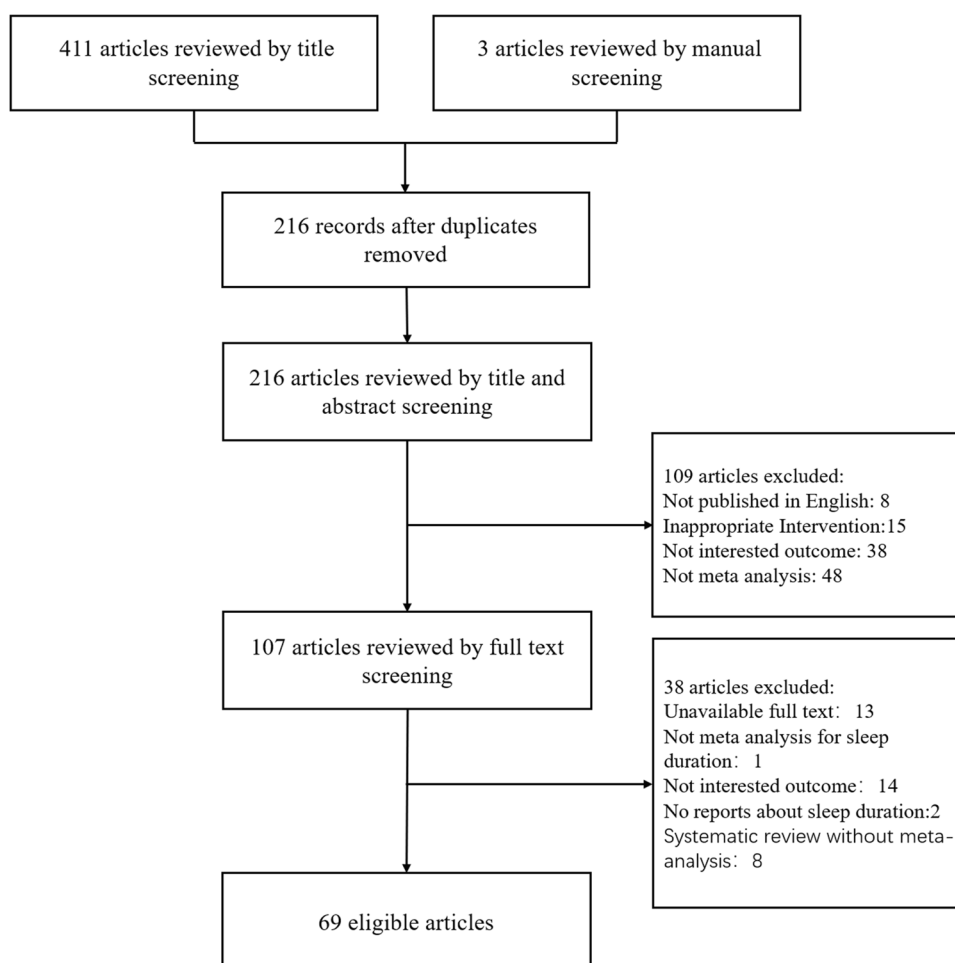 411 articles reviewed by title
screening
3 articles reviewed by manual
screening
216 records after duplicates
removed
216 articles reviewed by title and
abstract screening
109 articles excluded:
Not published in English: 8
Inappropriate Intervention:15
Not interested outcome: 38
Not meta analysis: 48
107 articles reviewed by full text
screening
38 articles excluded:
Unavailable full text： 13
Not meta analysis for sleep
duration： 1
Not interested outcome： 14
No reports about sleep duration:2
Systematic review without meta-
analysis： 8
69 eligible articles